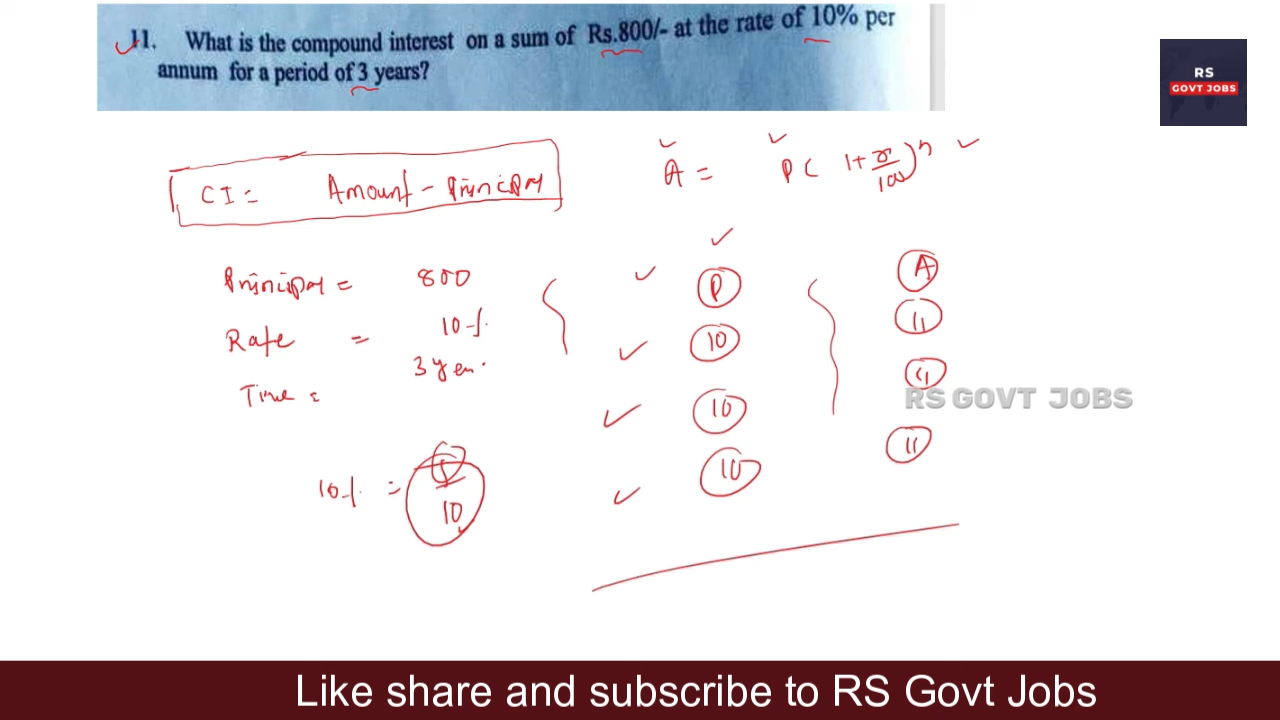 11. What is the compound interest on a sum of Rs.800/- at the rate of 10% per
annum for a period of 3 years?
RS
GOVT JOBS
CI = Amount - Principal
A = P ( 1 + r/100 )^n
Principal = 800
Rate = 10%
Time = 3 yea
10% = 1/10
P A
10 11
10 11
10 11
RS GOVT JOBS
Like share and subscribe to RS Govt Jobs